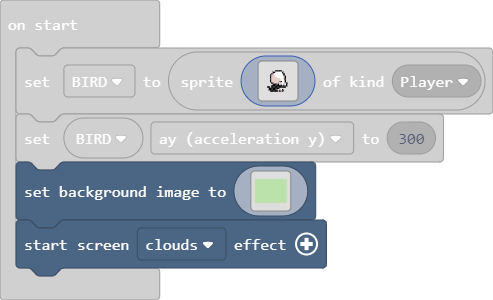 on start
set BIRD to sprite of kind Player
set BIRD ay (acceleration y) to 300
set background image to
start screen clouds effect